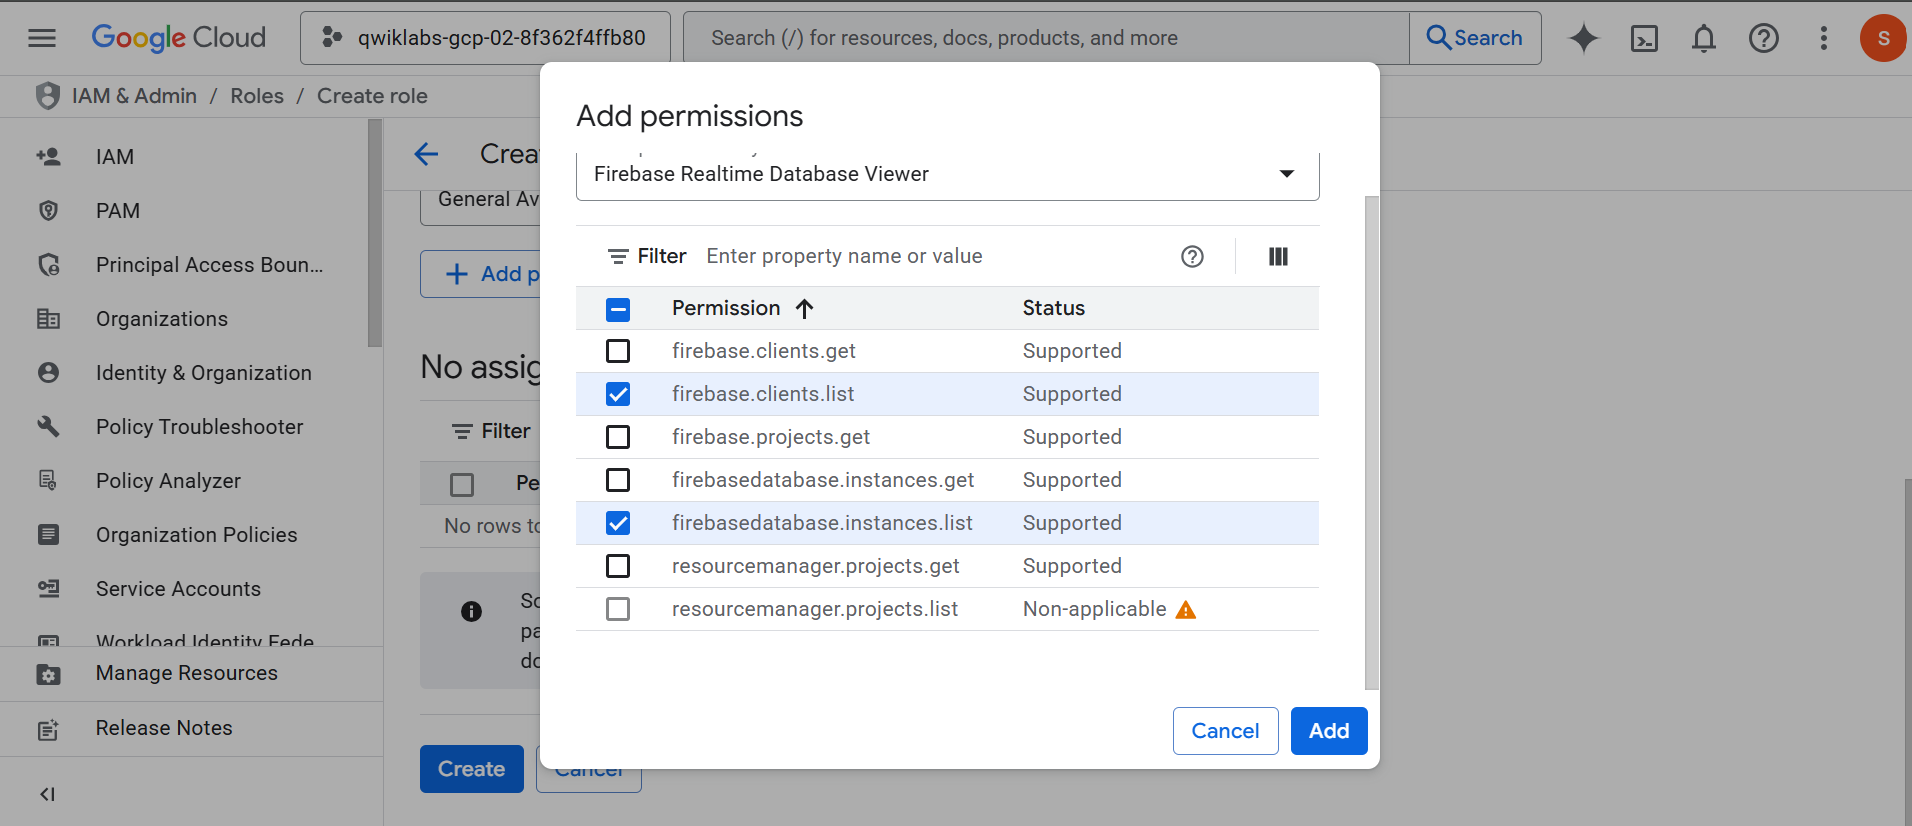 Google Cloud
qwiklabs-gcp-02-8f362f4ffb80
Search (/) for resources, docs, products, and more
Search
S
IAM & Admin / Roles / Create role
IAM
PAM
Principal Access Boun...
Organizations
Identity & Organization
Policy Troubleshooter
Policy Analyzer
Organization Policies
Service Accounts
Workload Identity Fede
Manage Resources
Release Notes
Crea
General Av
Add p
No assig
Filter
Pe
No rows to
So
pa
do
Create
Cancel
Add permissions
Firebase Realtime Database Viewer
Filter Enter property name or value
Permission Status
firebase.clients.get Supported
firebase.clients.list Supported
firebase.projects.get Supported
firebasedatabase.instances.get Supported
firebasedatabase.instances.list Supported
resourcemanager.projects.get Supported
resourcemanager.projects.list Non-applicable
Cancel
Add